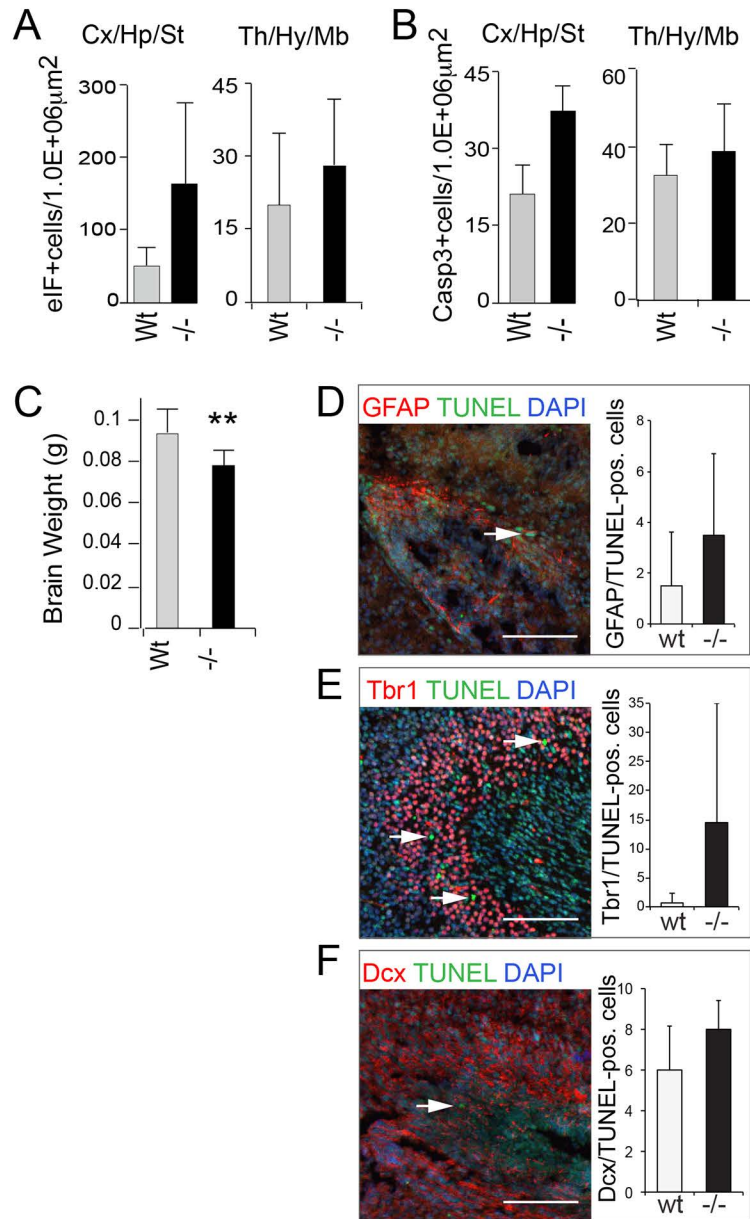 A
Cx/Hp/St
Th/Hy/Mb
eIF+cells/1.0E+06µm2
300
200
100
0
Wt
-/-
45
30
15
0
Wt
-/-
B
Cx/Hp/St
Th/Hy/Mb
Casp3+cells/1.0E+06µm2
45
30
15
0
Wt
-/-
60
40
20
0
Wt
-/-
C
Brain Weight (g)
0.1
0.08
0.06
0.04
0.02
0
**
Wt
-/-
D
GFAP TUNEL DAPI
GFAP/TUNEL-pos. cells
8
6
4
2
0
wt
-/-
E
Tbr1 TUNEL DAPI
Tbr1/TUNEL-pos. cells
35
30
25
20
15
10
5
0
wt
-/-
F
Dcx TUNEL DAPI
Dcx/TUNEL-pos. cells
10
8
6
4
2
0
wt
-/-